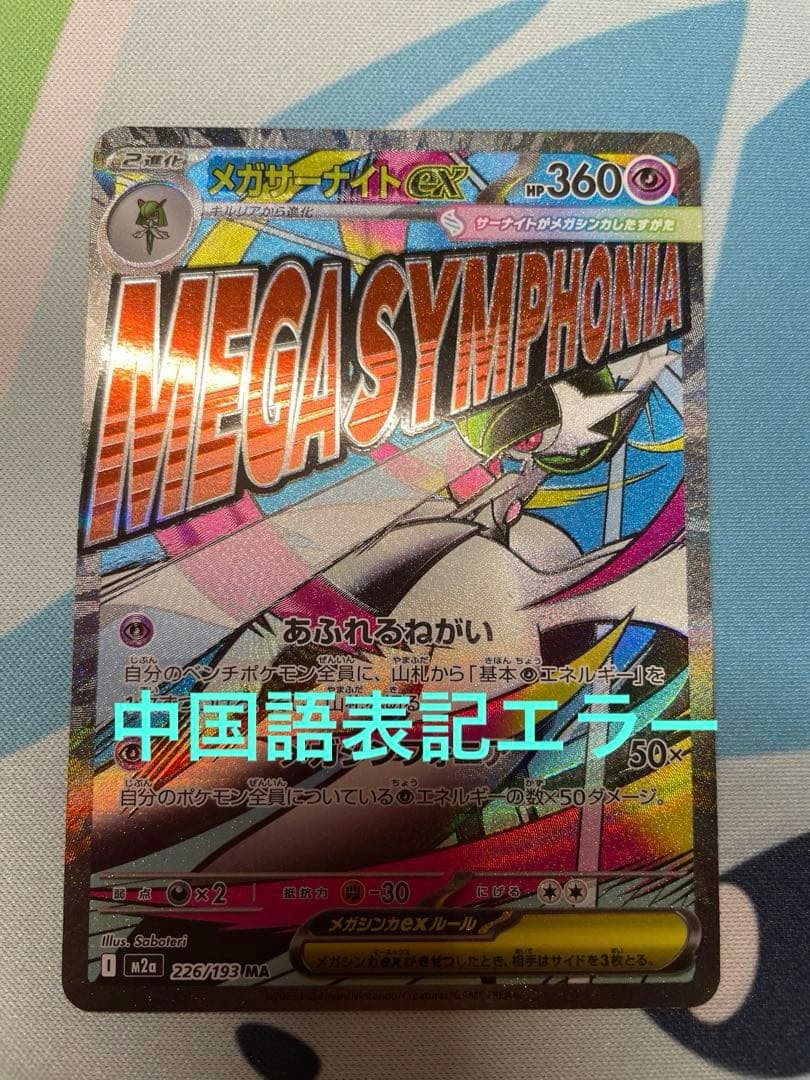 2進化
メガサーナイトex
HP360
キルリアから進化
サーナイトがメガシンカしたすがた
MEGA SYMPHONIA
あふれるねがい
自分のベンチポケモン全員に、山札から「基本エネルギー」を
山札
中国語表記エラー
50×
自分のポケモン全員についているエネルギーの数×50ダメージ。
弱点 ×2 抵抗力 -30 にげる
メガシンカexルール
メガシンカexがきぜつしたとき、相手はサイドを3枚とる。
Illus. Saboteri
I m2a 226/193 MA